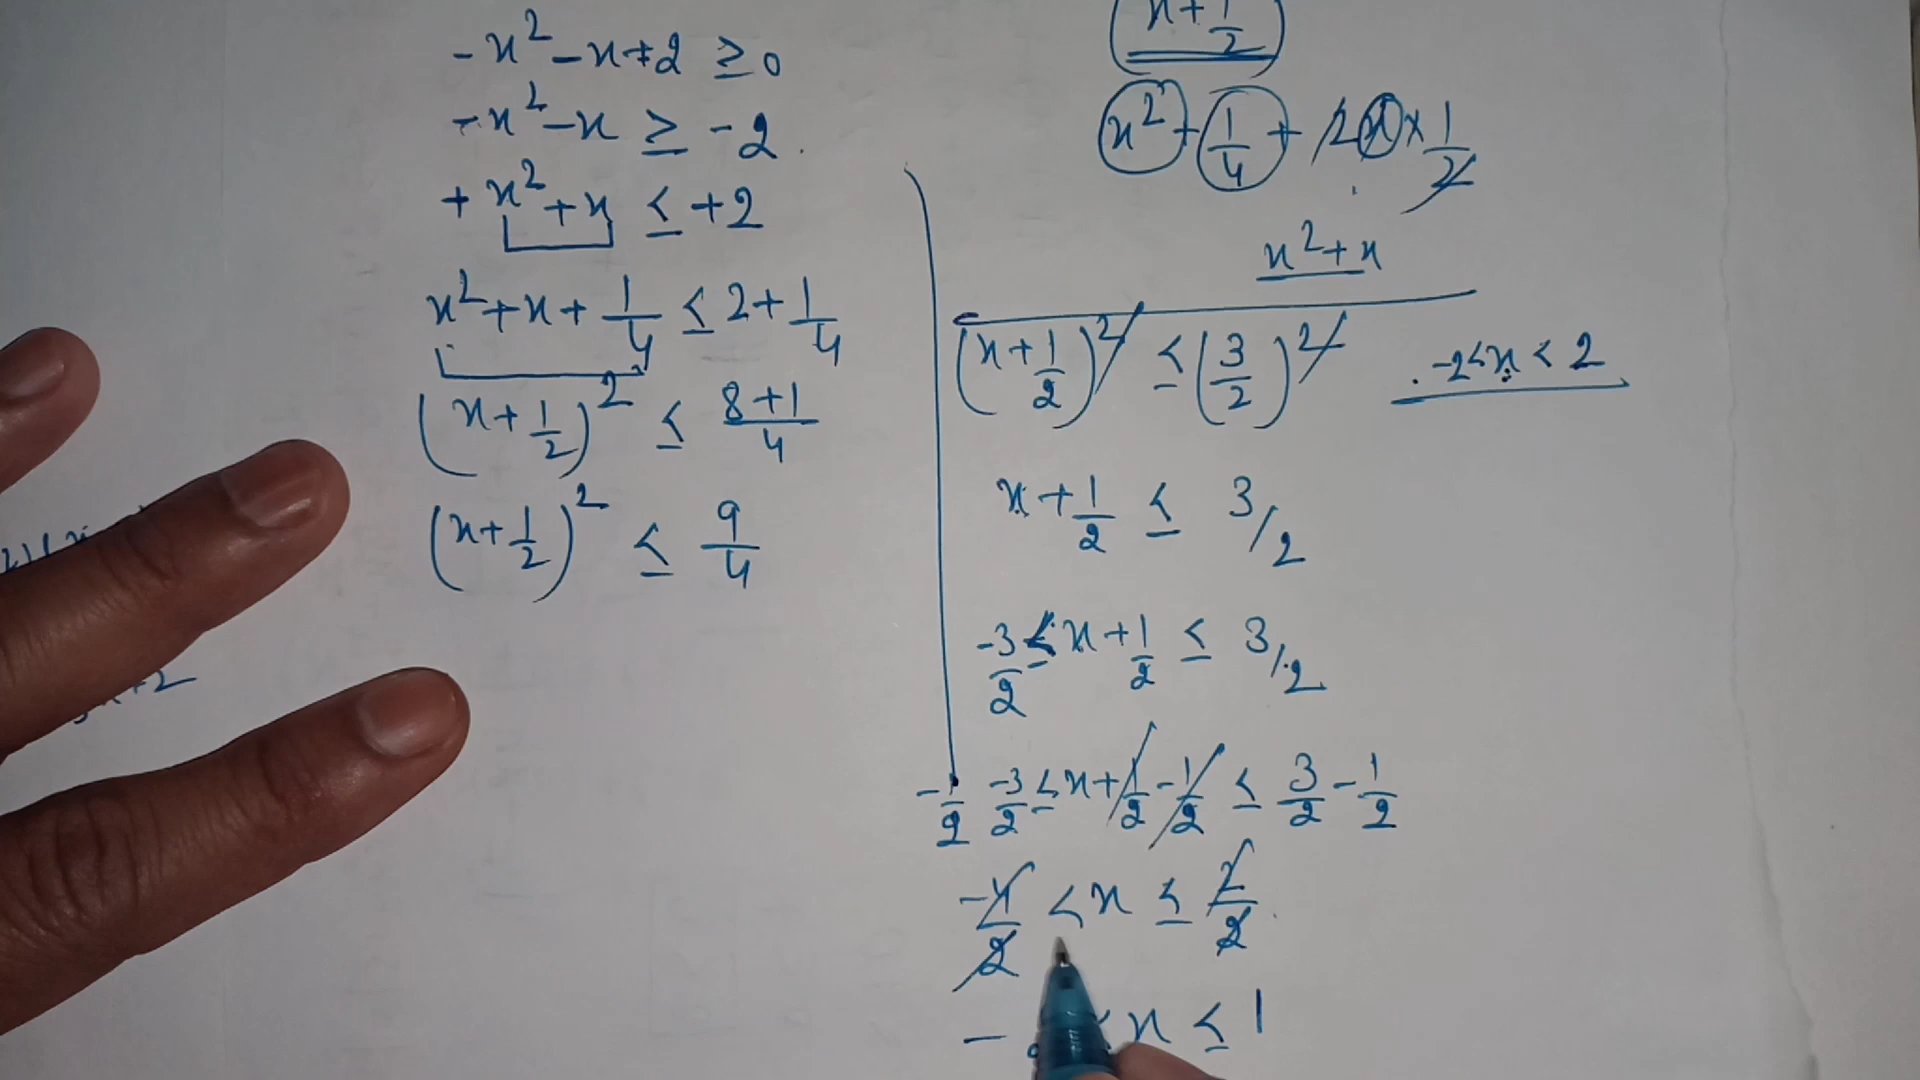 -x² - x + 2 ≥ 0
-x² - x ≥ -2
+ x² + x ≤ +2
x² + x + 1/4 ≤ 2 + 1/4
(x + 1/2)² ≤ (8+1)/4
(x + 1/2)² ≤ 9/4
(x + 1/2)
x² + 1/4 + 2x × 1/2
x² + x
(x + 1/2)² ≤ (3/2)²
-2 < x < 2
x + 1/2 ≤ 3/2
-3/2 ≤ x + 1/2 ≤ 3/2
-1/2 -3/2 ≤ x + 1/2 - 1/2 ≤ 3/2 - 1/2
-4/2 ≤ x ≤ 2/2
x ≤ 1